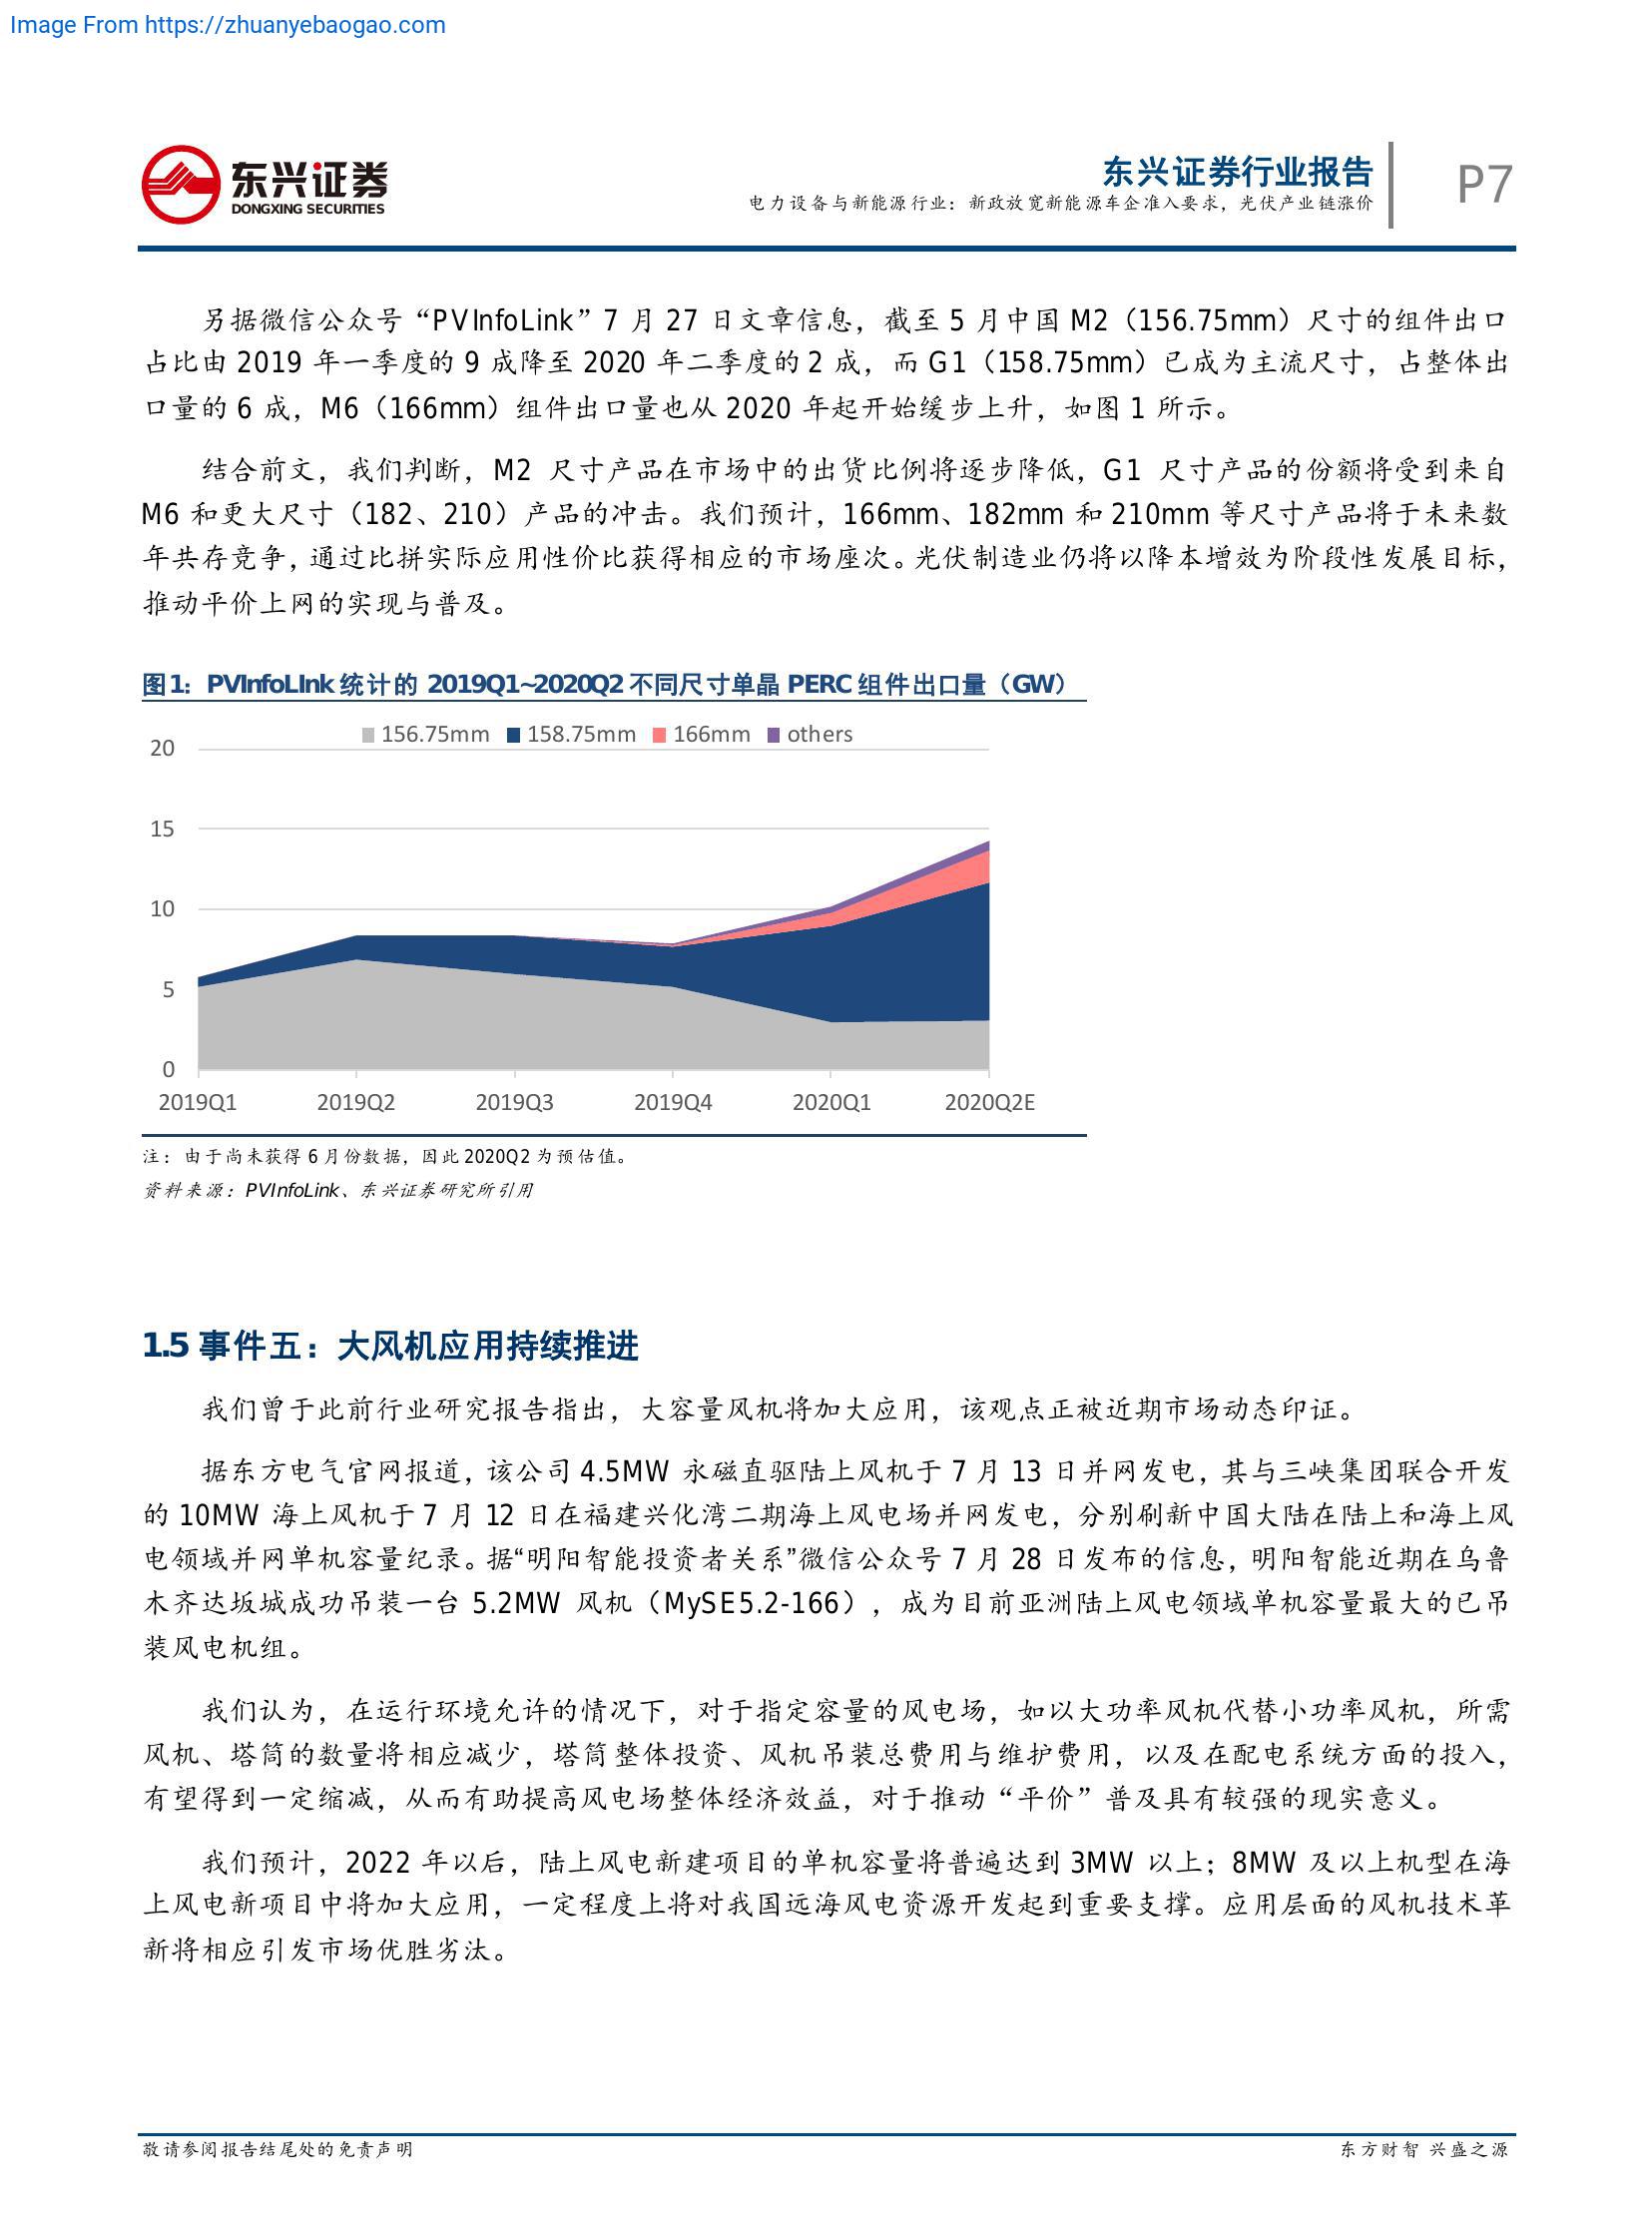 Image From https://zhuanyebaogao.com
东兴证券
DONGXING SECURITIES
东兴证券行业报告
电力设备与新能源行业：新政放宽新能源车企准入要求，光伏产业链涨价
P7
另据微信公众号“PVInfoLink”7 月 27 日文章信息，截至 5 月中国 M2（156.75mm）尺寸的组件出口
占比由 2019 年一季度的 9 成降至 2020 年二季度的 2 成，而 G1（158.75mm）已成为主流尺寸，占整体出
口量的 6 成，M6（166mm）组件出口量也从 2020 年起开始缓步上升，如图 1 所示。
结合前文，我们判断，M2 尺寸产品在市场中的出货比例将逐步降低，G1 尺寸产品的份额将受到来自
M6 和更大尺寸（182、210）产品的冲击。我们预计，166mm、182mm 和 210mm 等尺寸产品将于未来数
年共存竞争，通过比拼实际应用性价比获得相应的市场座次。光伏制造业仍将以降本增效为阶段性发展目标，
推动平价上网的实现与普及。
图1：PVInfoLInk 统计的 2019Q1~2020Q2 不同尺寸单晶 PERC 组件出口量（GW）
156.75mm 158.75mm 166mm others
20
15
10
5
0
2019Q1 2019Q2 2019Q3 2019Q4 2020Q1 2020Q2E
注：由于尚未获得 6 月份数据，因此 2020Q2 为预估值。
资料来源：PVInfoLink、东兴证券研究所引用
1.5 事件五：大风机应用持续推进
我们曾于此前行业研究报告指出，大容量风机将加大应用，该观点正被近期市场动态印证。
据东方电气官网报道，该公司 4.5MW 永磁直驱陆上风机于 7 月 13 日并网发电，其与三峡集团联合开发
的 10MW 海上风机于 7 月 12 日在福建兴化湾二期海上风电场并网发电，分别刷新中国大陆在陆上和海上风
电领域并网单机容量纪录。据“明阳智能投资者关系”微信公众号 7 月 28 日发布的信息，明阳智能近期在乌鲁
木齐达坂城成功吊装一台 5.2MW 风机（MySE5.2-166），成为目前亚洲陆上风电领域单机容量最大的已吊
装风电机组。
我们认为，在运行环境允许的情况下，对于指定容量的风电场，如以大功率风机代替小功率风机，所需
风机、塔筒的数量将相应减少，塔筒整体投资、风机吊装总费用与维护费用，以及在配电系统方面的投入，
有望得到一定缩减，从而有助提高风电场整体经济效益，对于推动“平价”普及具有较强的现实意义。
我们预计，2022 年以后，陆上风电新建项目的单机容量将普遍达到 3MW 以上；8MW 及以上机型在海
上风电新项目中将加大应用，一定程度上将对我国远海风电资源开发起到重要支撑。应用层面的风机技术革
新将相应引发市场优胜劣汰。
敬请参阅报告结尾处的免责声明
东方财智 兴盛之源